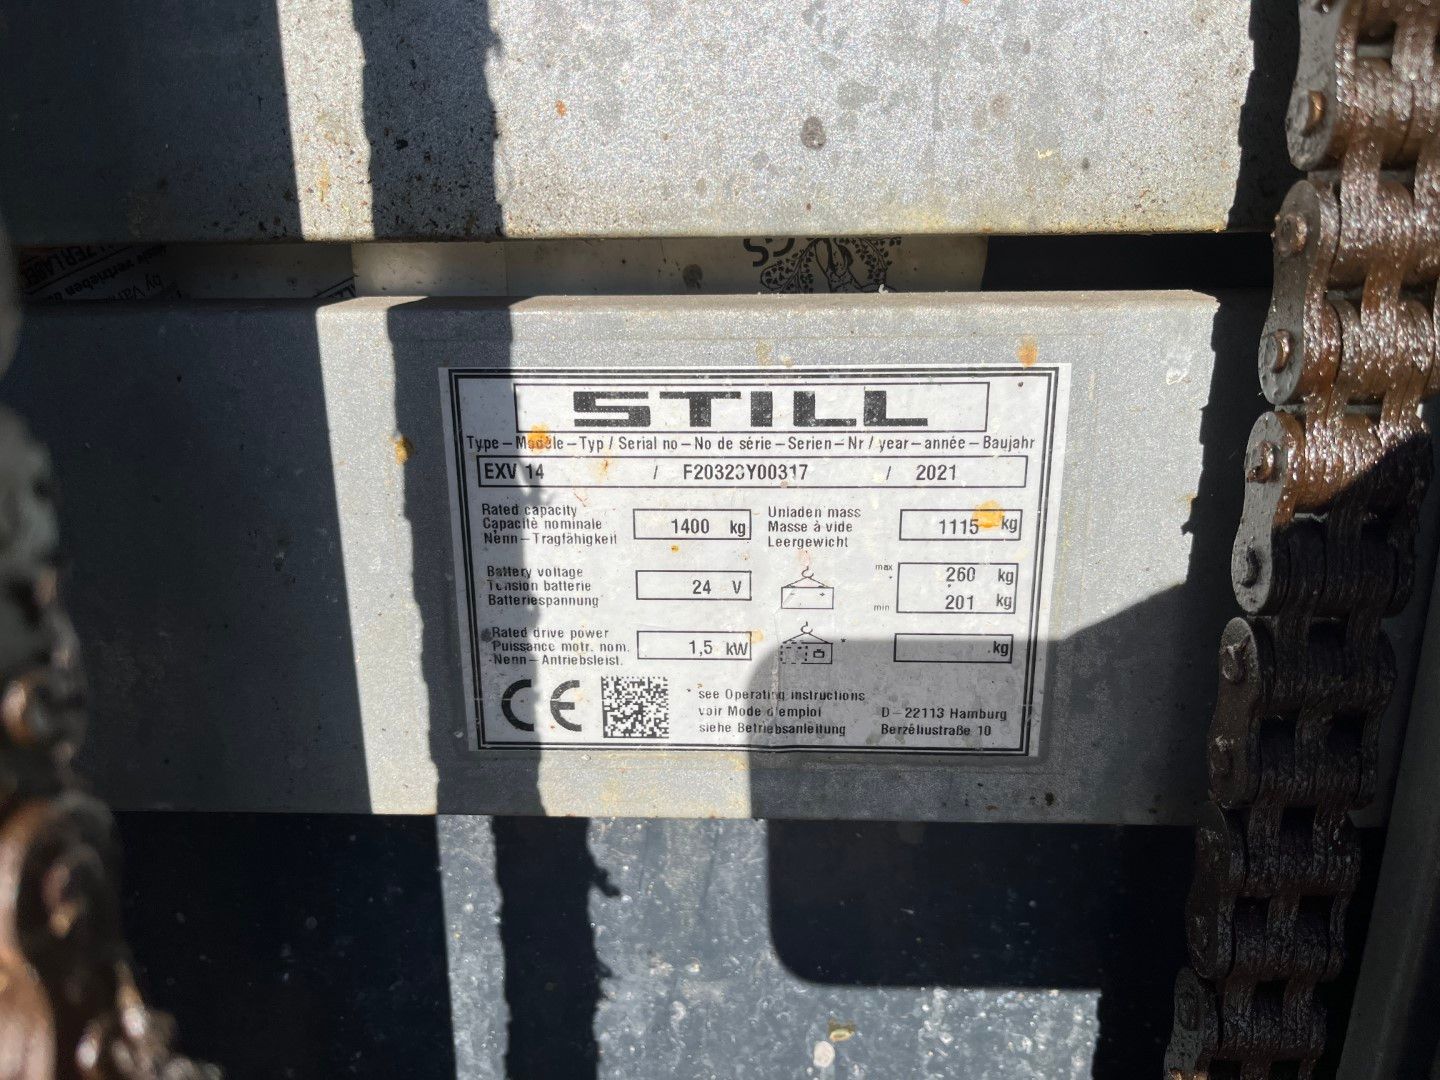 STILL
Type – Modèle – Typ / Serial no – No de série – Serien – Nr / year – année – Baujahr
EXV 14 / F20323Y00317 / 2021
Rated capacity
Capacité nominale
Nenn – Tragfähigkeit
1400 kg
Unladen mass
Masse à vide
Leergewicht
1115 kg
Battery voltage
Tension batterie
Batteriespannung
24 V
max
*
260 kg
min
201 kg
Rated drive power
Puissance motr. nom.
Nenn – Antriebsleist.
1,5 kW
*
kg
CE
* see Operating instructions
voir Mode d'emploi
siehe Betriebsanleitung
D – 22113 Hamburg
Berzéliustraße 10